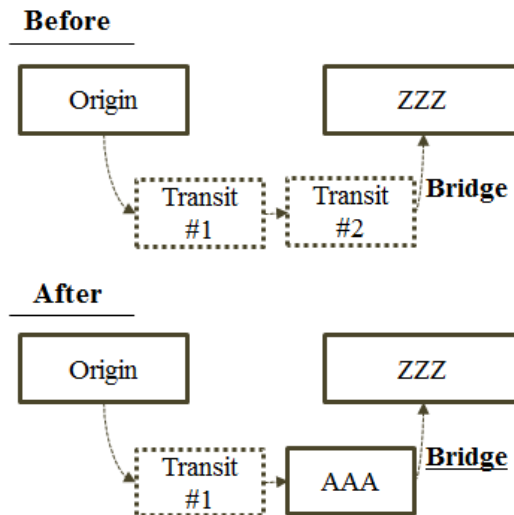 Before
Origin
ZZZ
Transit
#1
Transit
#2
Bridge
After
Origin
ZZZ
Transit
#1
AAA
Bridge